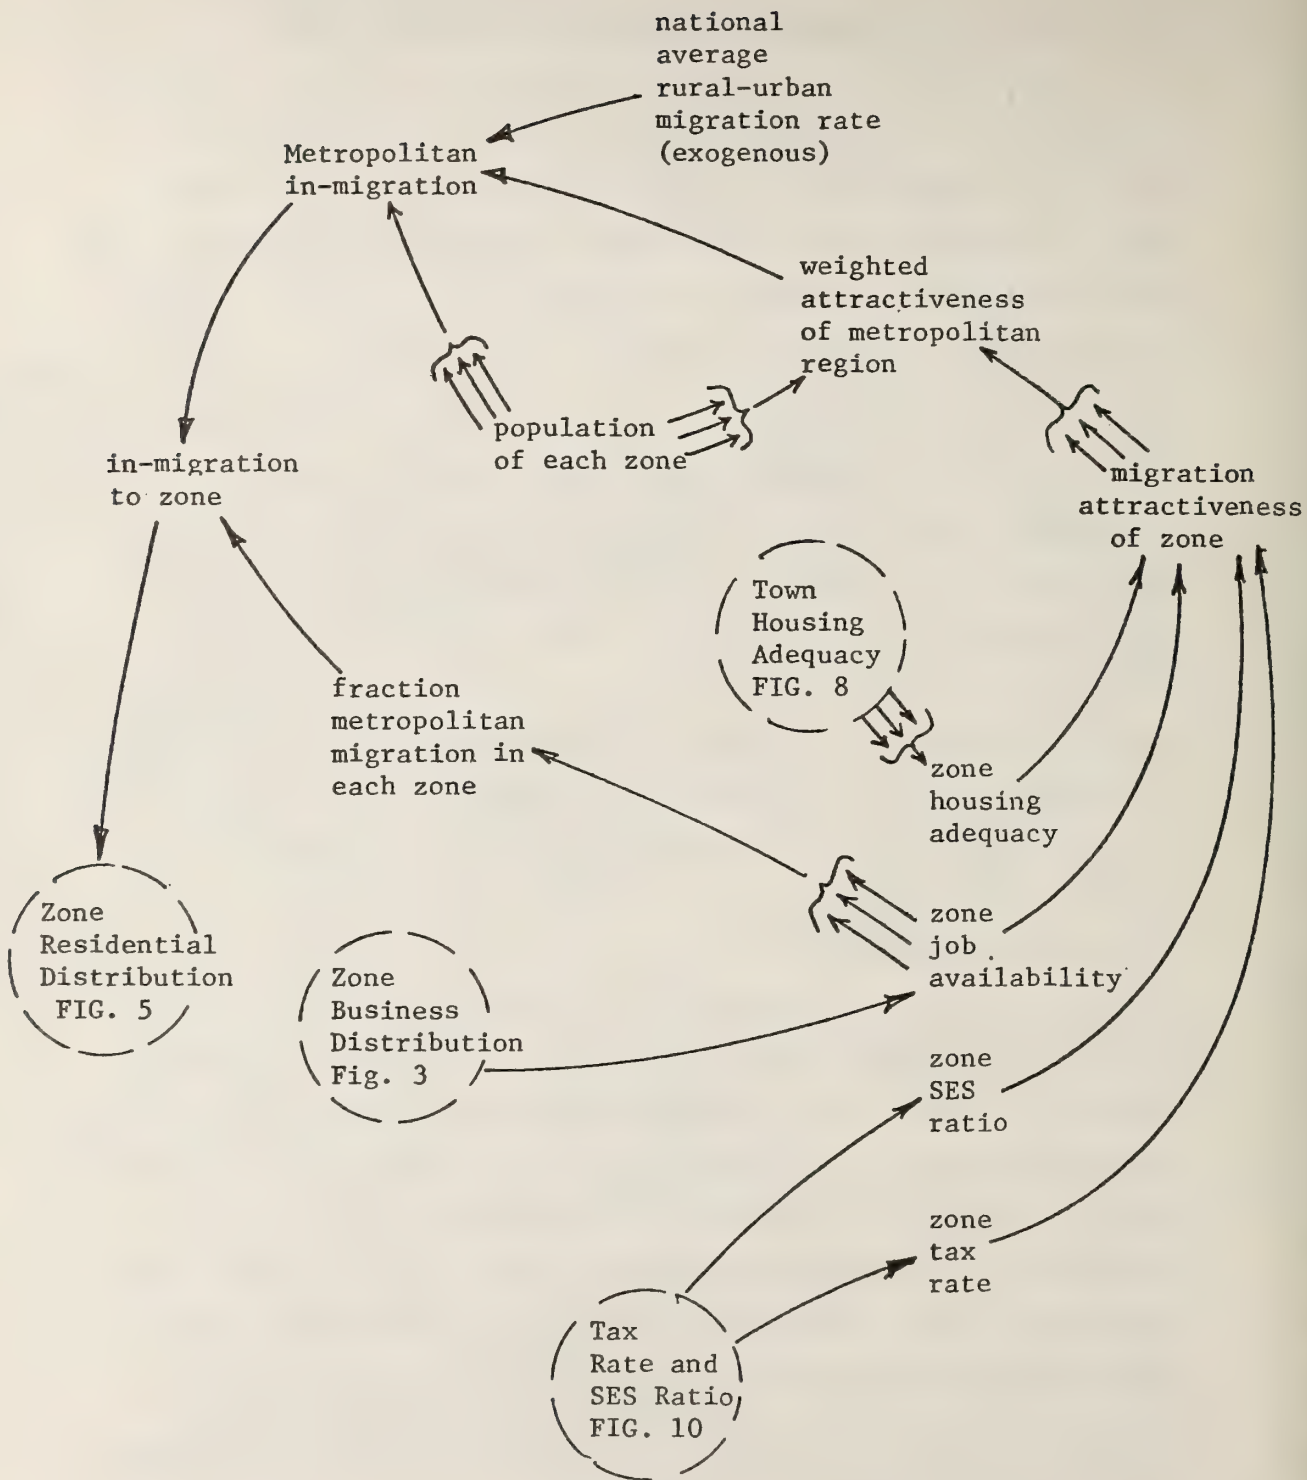 national
average
rural-urban
migration rate
(exogenous)
Metropolitan
in-migration
weighted
attractiveness
of metropolitan
region
population
of each zone
in-migration
to zone
migration
attractiveness
of zone
Town
Housing
Adequacy
FIG. 8
fraction
metropolitan
migration in
each zone
zone
housing
adequacy
Zone
Residential
Distribution
FIG. 5
Zone
Business
Distribution
Fig. 3
zone
job
availability
zone
SES
ratio
zone
tax
rate
Tax
Rate and
SES Ratio
FIG. 10